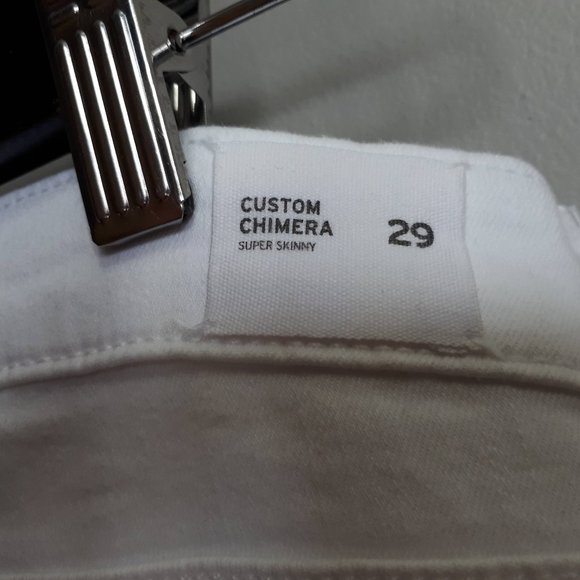 CUSTOM
CHIMERA
SUPER SKINNY
29